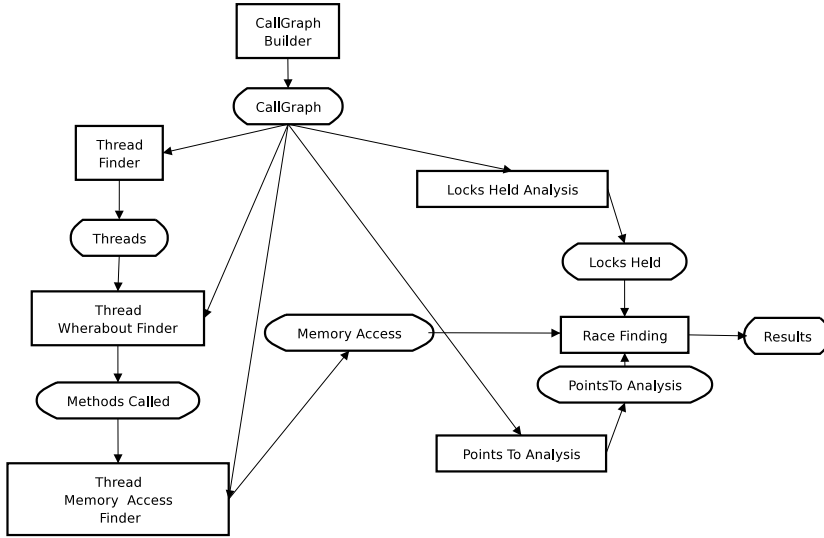 CallGraph
Builder
CallGraph
Thread
Finder
Locks Held Analysis
Threads
Locks Held
Thread
Wherabout Finder
Memory Access
Race Finding
Results
PointsTo Analysis
Methods Called
Points To Analysis
Thread
Memory Access
Finder